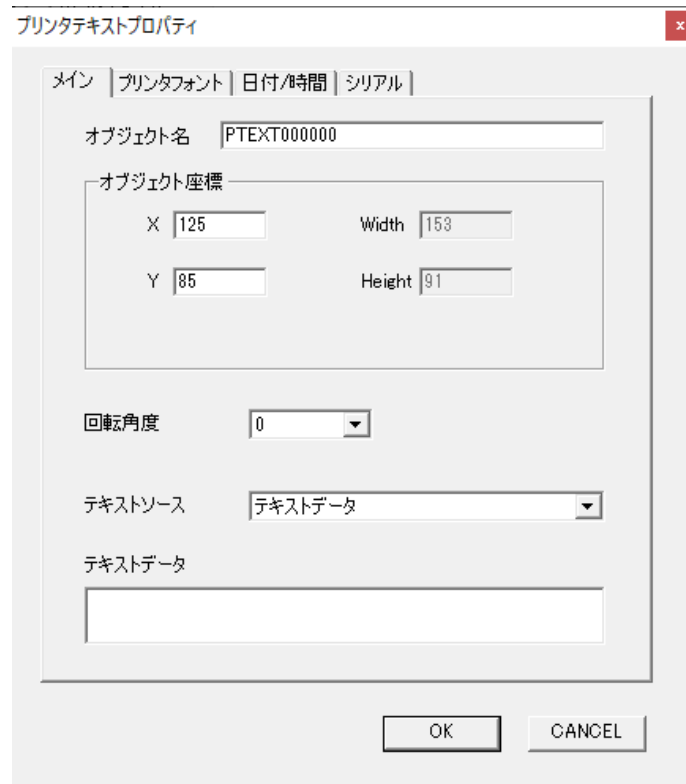 プリンタテキストプロパティ
x
メイン プリンタフォント 日付/時間 シリアル
オブジェクト名 PTEXT000000
オブジェクト座標
X 125 Width 153
Y 85 Height 91
回転角度 0
テキストソース テキストデータ
テキストデータ
OK CANCEL